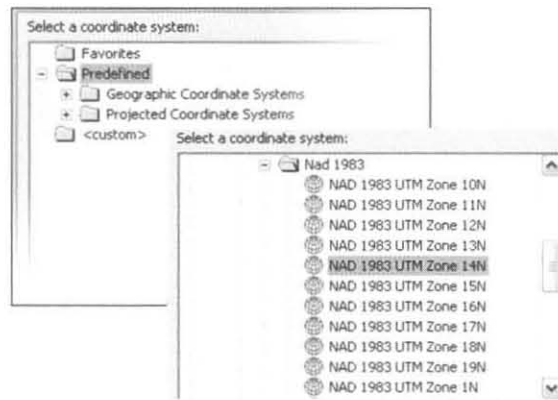 Select a coordinate system:
Favorites
Predefined
Geographic Coordinate Systems
Projected Coordinate Systems
<custom>
Select a coordinate system:
Nad 1983
NAD 1983 UTM Zone 10N
NAD 1983 UTM Zone 11N
NAD 1983 UTM Zone 12N
NAD 1983 UTM Zone 13N
NAD 1983 UTM Zone 14N
NAD 1983 UTM Zone 15N
NAD 1983 UTM Zone 16N
NAD 1983 UTM Zone 17N
NAD 1983 UTM Zone 18N
NAD 1983 UTM Zone 19N
NAD 1983 UTM Zone 1N